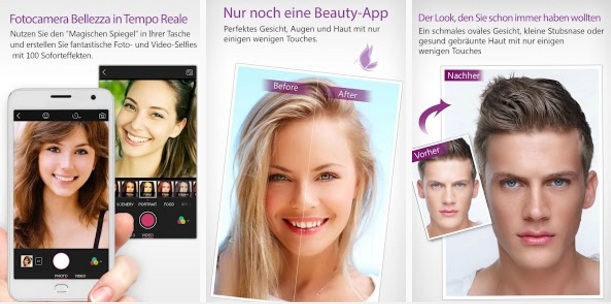 Fotocamera Bellezza in Tempo Reale
Nutzen Sie den "Magischen Spiegel" in Ihrer Tasche
und erstellen Sie fantastische Foto- und Video-Selfies
mit 100 Soforteffekten.
SCENERY PORTRAIT FOOD
VIDEO
PHOTO VIDEO
Nur noch eine Beauty-App
Perfektes Gesicht, Augen und Haut mit nur
einigen wenigen Touches.
Before After
Der Look, den Sie schon immer haben wollten
Ein schmales ovales Gesicht, kleine Stubsnase oder
gesund gebräunte Haut mit nur einigen
wenigen Touches
Nachher
Vorher